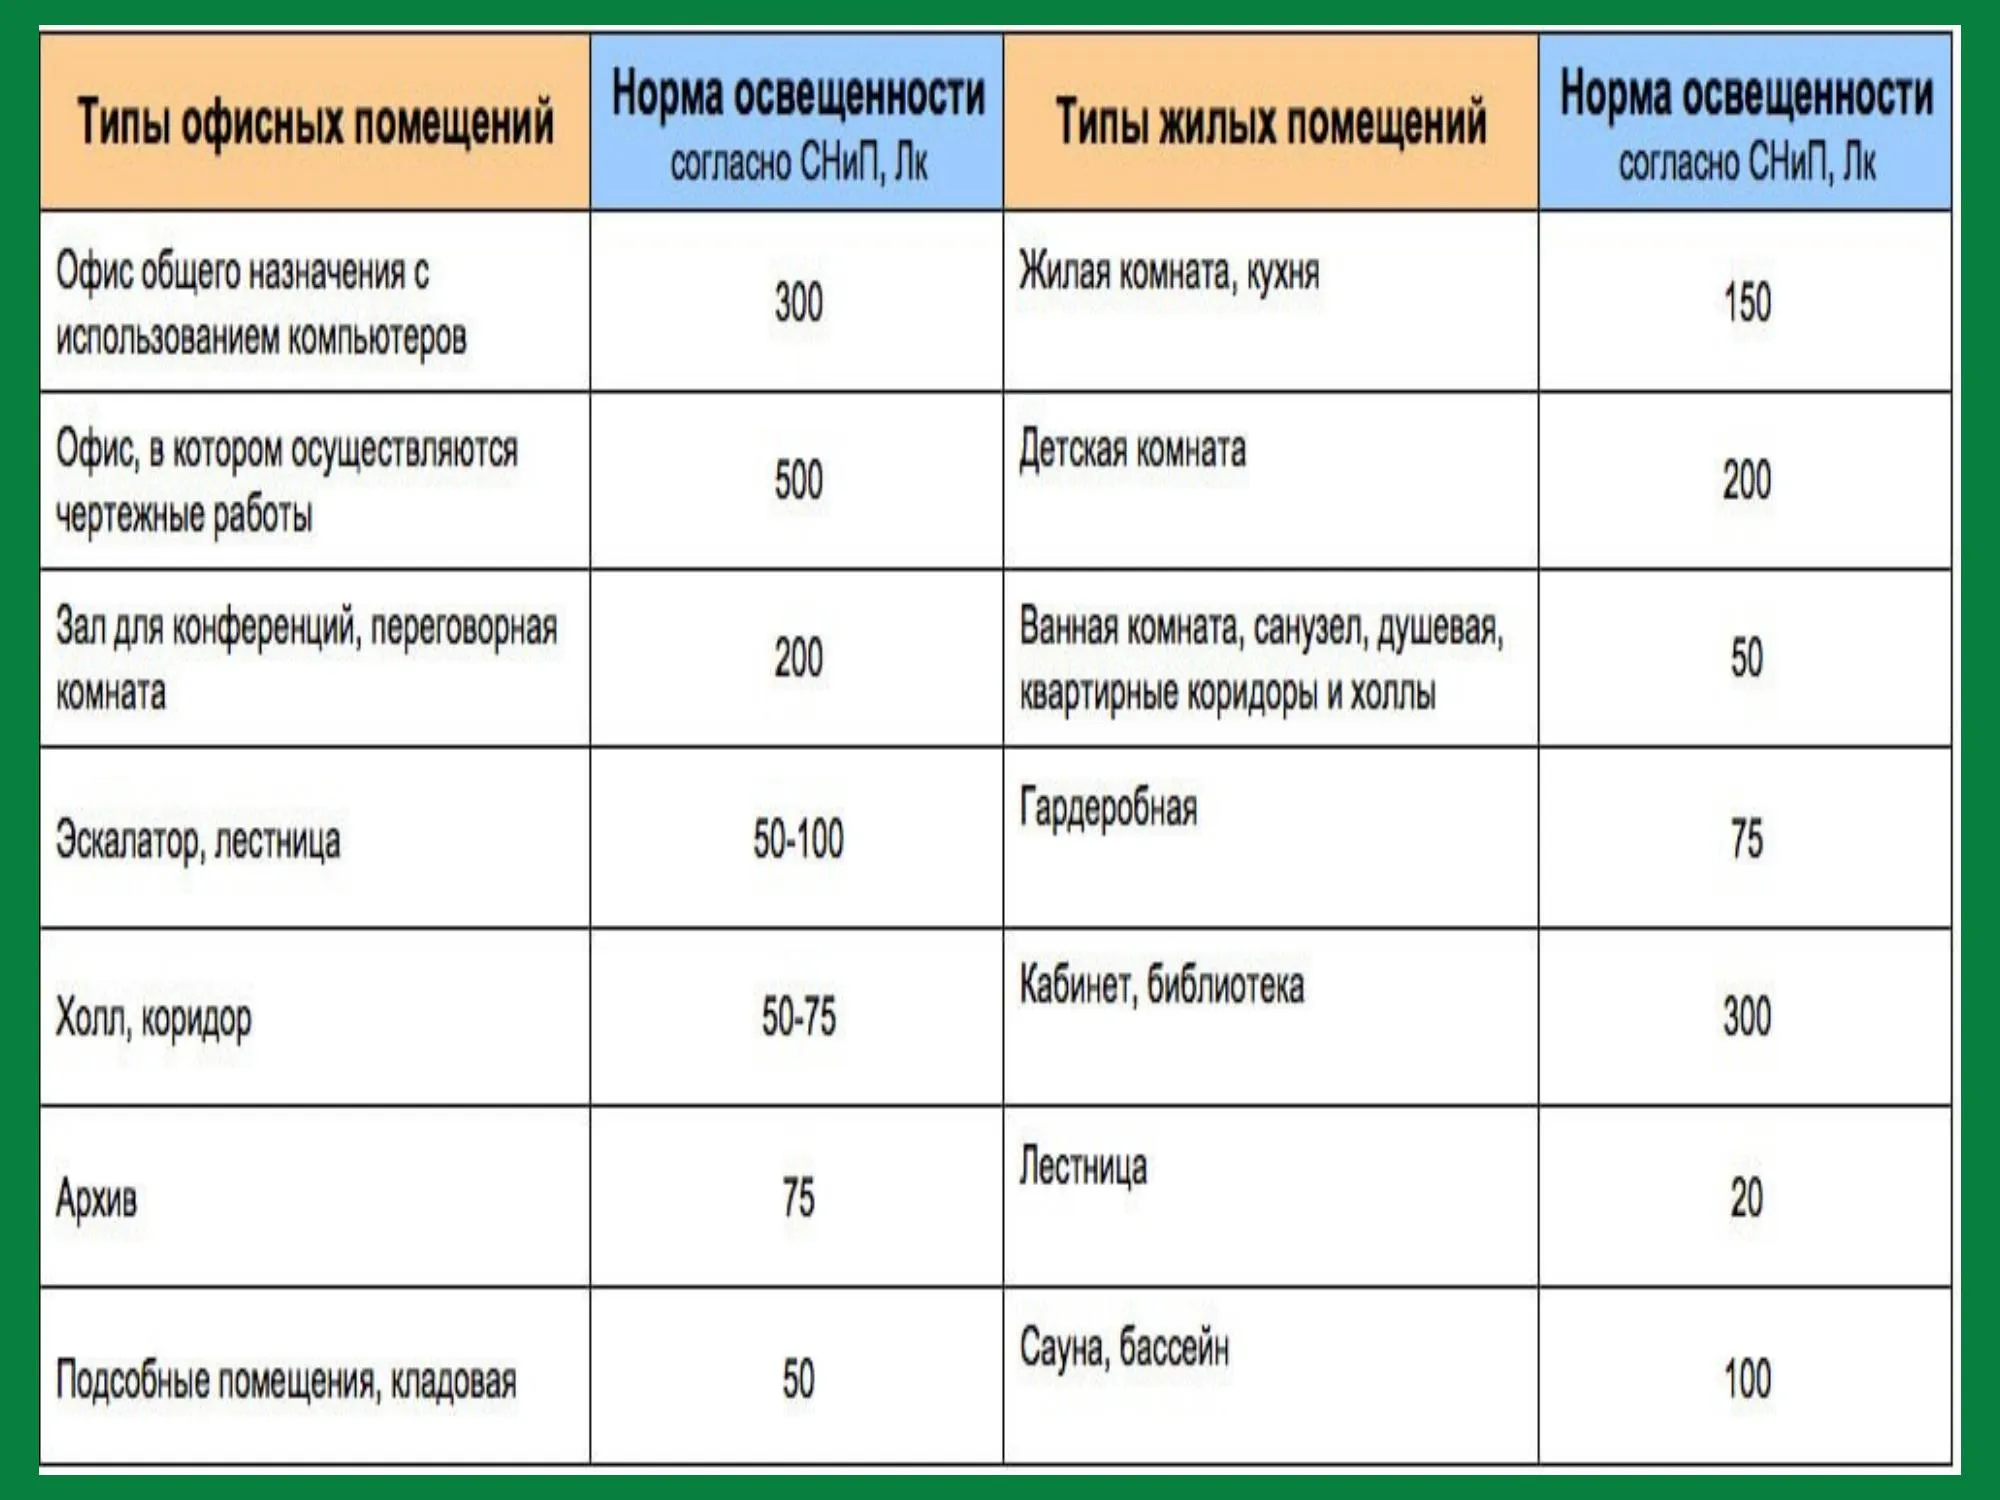 Типы офисных помещений
Норма освещенности
согласно СНиП, Лк
Типы жилых помещений
Норма освещенности
согласно СНиП, Лк
Офис общего назначения с
использованием компьютеров
300
Жилая комната, кухня
150
Офис, в котором осуществляются
чертежные работы
500
Детская комната
200
Зал для конференций, переговорная
комната
200
Ванная комната, санузел, душевая,
квартирные коридоры и холлы
50
Эскалатор, лестница
50-100
Гардеробная
75
Холл, коридор
50-75
Кабинет, библиотека
300
Архив
75
Лестница
20
Подсобные помещения, кладовая
50
Сауна, бассейн
100